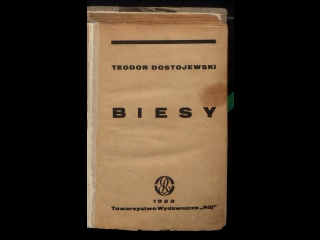 TEODOR DOSTOJEWSKI
BIESY
1928
Towarzystwo Wydawnicze „Rój"